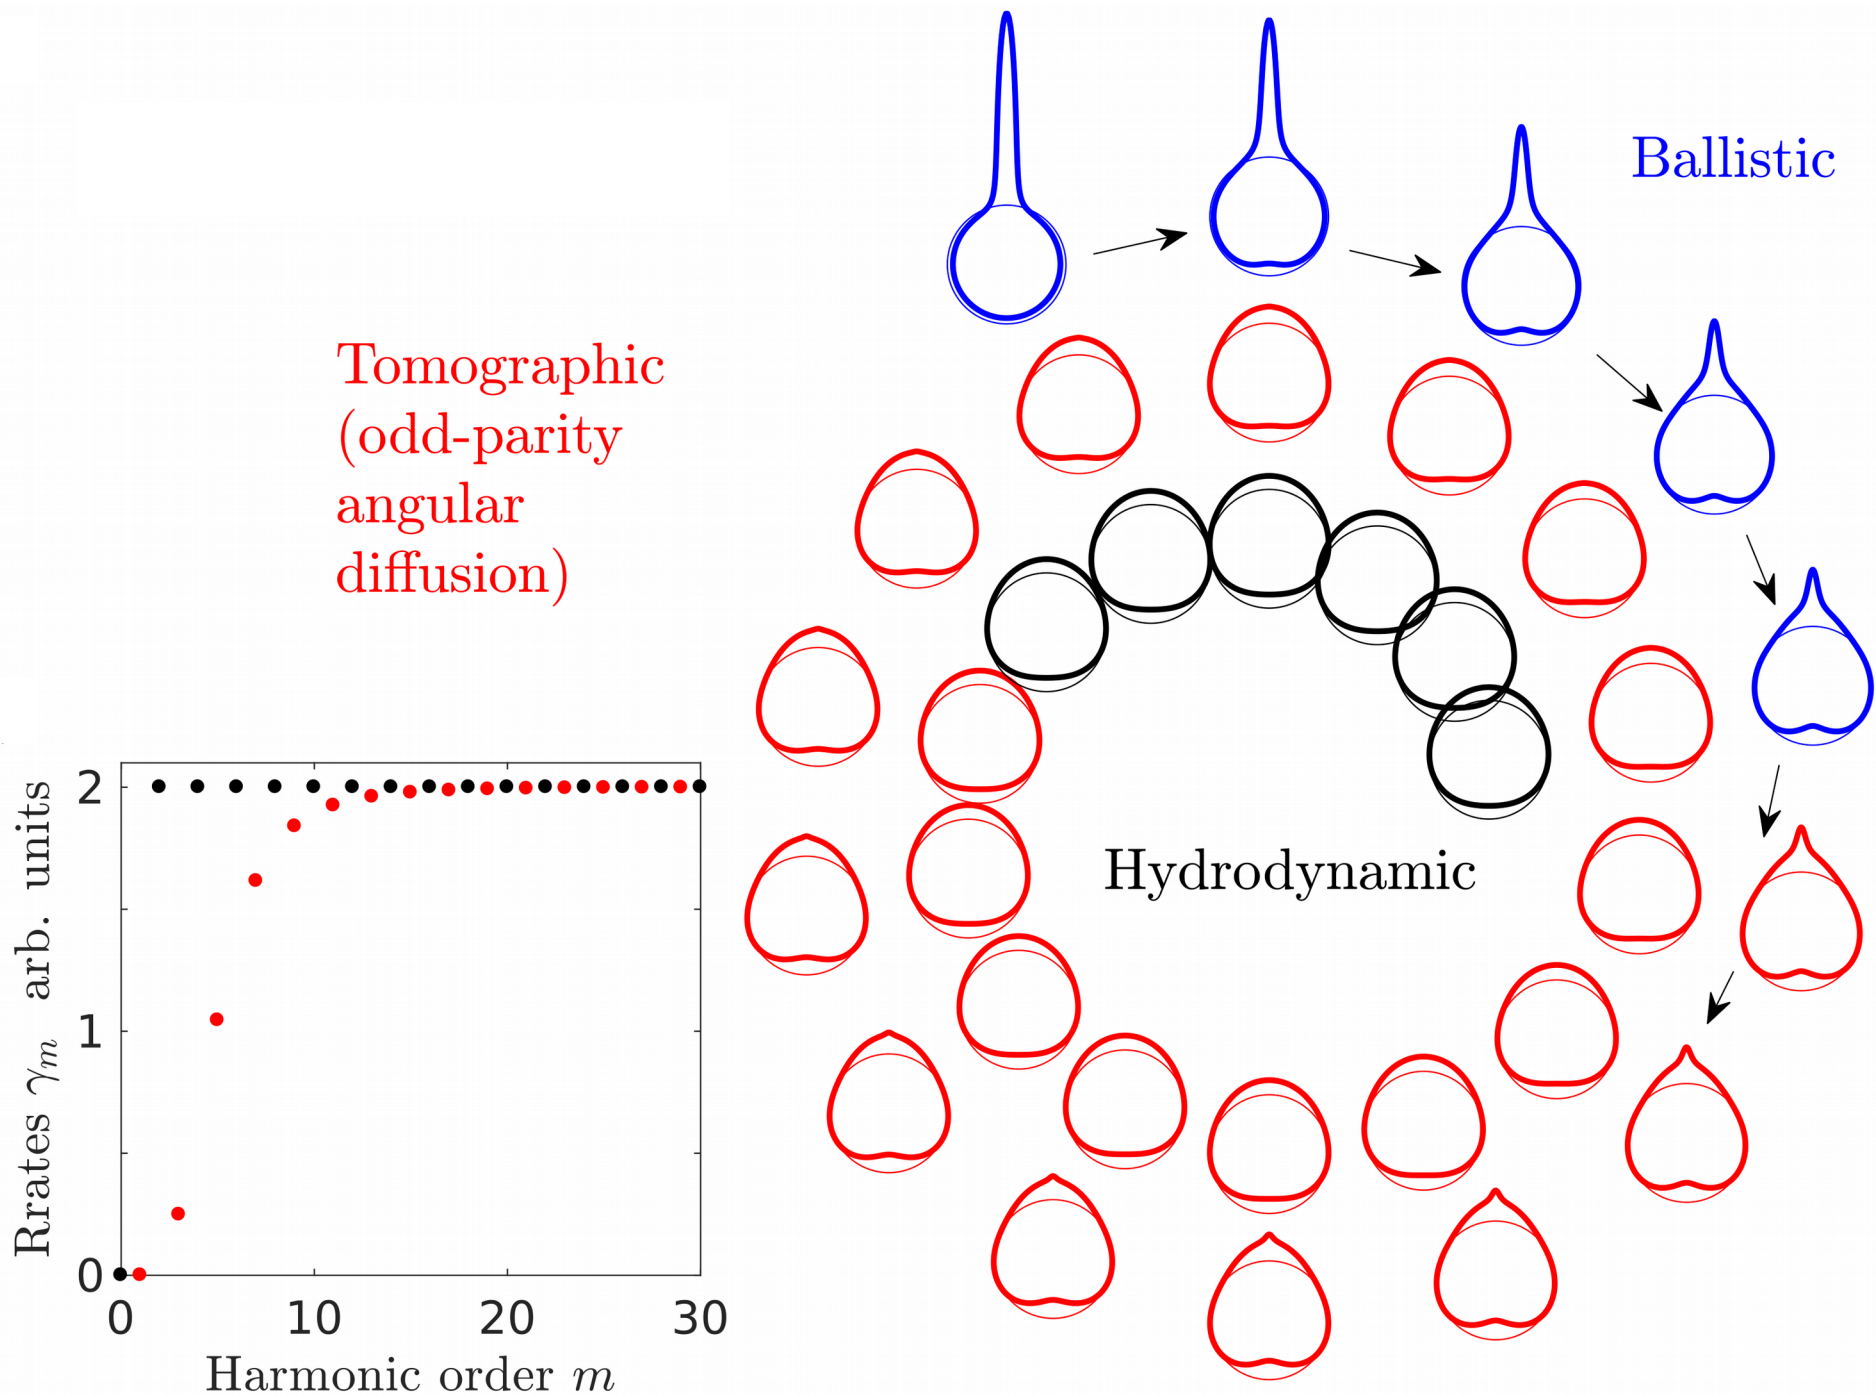 Ballistic
Tomographic
(odd-parity
angular
diffusion)
Hydrodynamic
Rrates γₘ arb. units
2
1
0
0 10 20 30
Harmonic order m